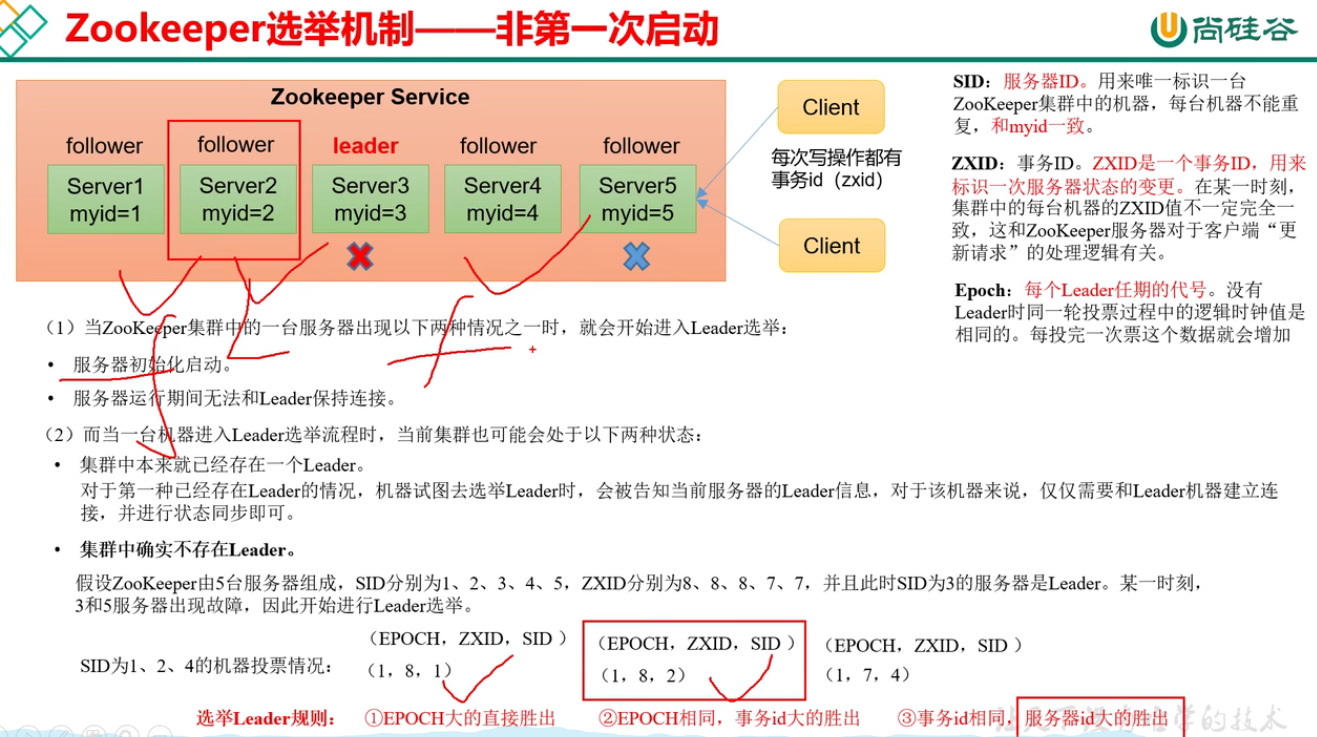 Zookeeper选举机制——非第一次启动
尚硅谷
Zookeeper Service
follower
follower
leader
follower
follower
Server1
myid=1
Server2
myid=2
Server3
myid=3
Server4
myid=4
Server5
myid=5
Client
每次写操作都有
事务id（zxid）
Client
SID：服务器ID。用来唯一标识一台
ZooKeeper集群中的机器，每台机器不能重
复，和myid一致。
ZXID：事务ID。ZXID是一个事务ID，用来
标识一次服务器状态的变更。在某一时刻，
集群中的每台机器的ZXID值不一定完全一
致，这和ZooKeeper服务器对于客户端“更
新请求”的处理逻辑有关。
Epoch：每个Leader任期的代号。没有
Leader时同一轮投票过程中的逻辑时钟值是
相同的。每投完一次票这个数据就会增加
（1）当ZooKeeper集群中的一台服务器出现以下两种情况之一时，就会开始进入Leader选举：
• 服务器初始化启动。
• 服务器运行期间无法和Leader保持连接。
（2）而当一台机器进入Leader选举流程时，当前集群也可能会处于以下两种状态：
• 集群中本来就已经存在一个Leader。
对于第一种已经存在Leader的情况，机器试图去选举Leader时，会被告知当前服务器的Leader信息，对于该机器来说，仅仅需要和Leader机器建立连
接，并进行状态同步即可。
• 集群中确实不存在Leader。
假设ZooKeeper由5台服务器组成，SID分别为1、2、3、4、5，ZXID分别为8、8、8、7、7，并且此时SID为3的服务器是Leader。某一时刻，
3和5服务器出现故障，因此开始进行Leader选举。
SID为1、2、4的机器投票情况：
（EPOCH，ZXID，SID ）
（1，8，1）
（EPOCH，ZXID，SID ）
（1，8，2）
（EPOCH，ZXID，SID ）
（1，7，4）
选举Leader规则： ①EPOCH大的直接胜出 ②EPOCH相同，事务id大的胜出 ③事务id相同，服务器id大的胜出